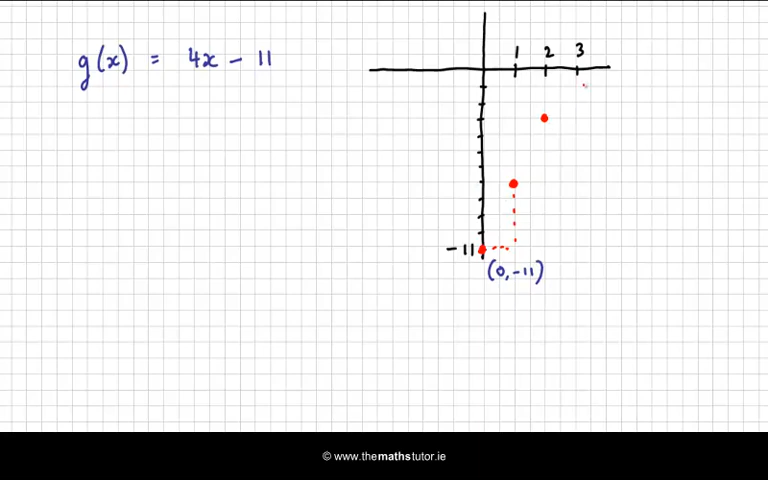 g(x) = 4x - 11
1 2 3
-11
(0, -11)
© www.themathstutor.ie